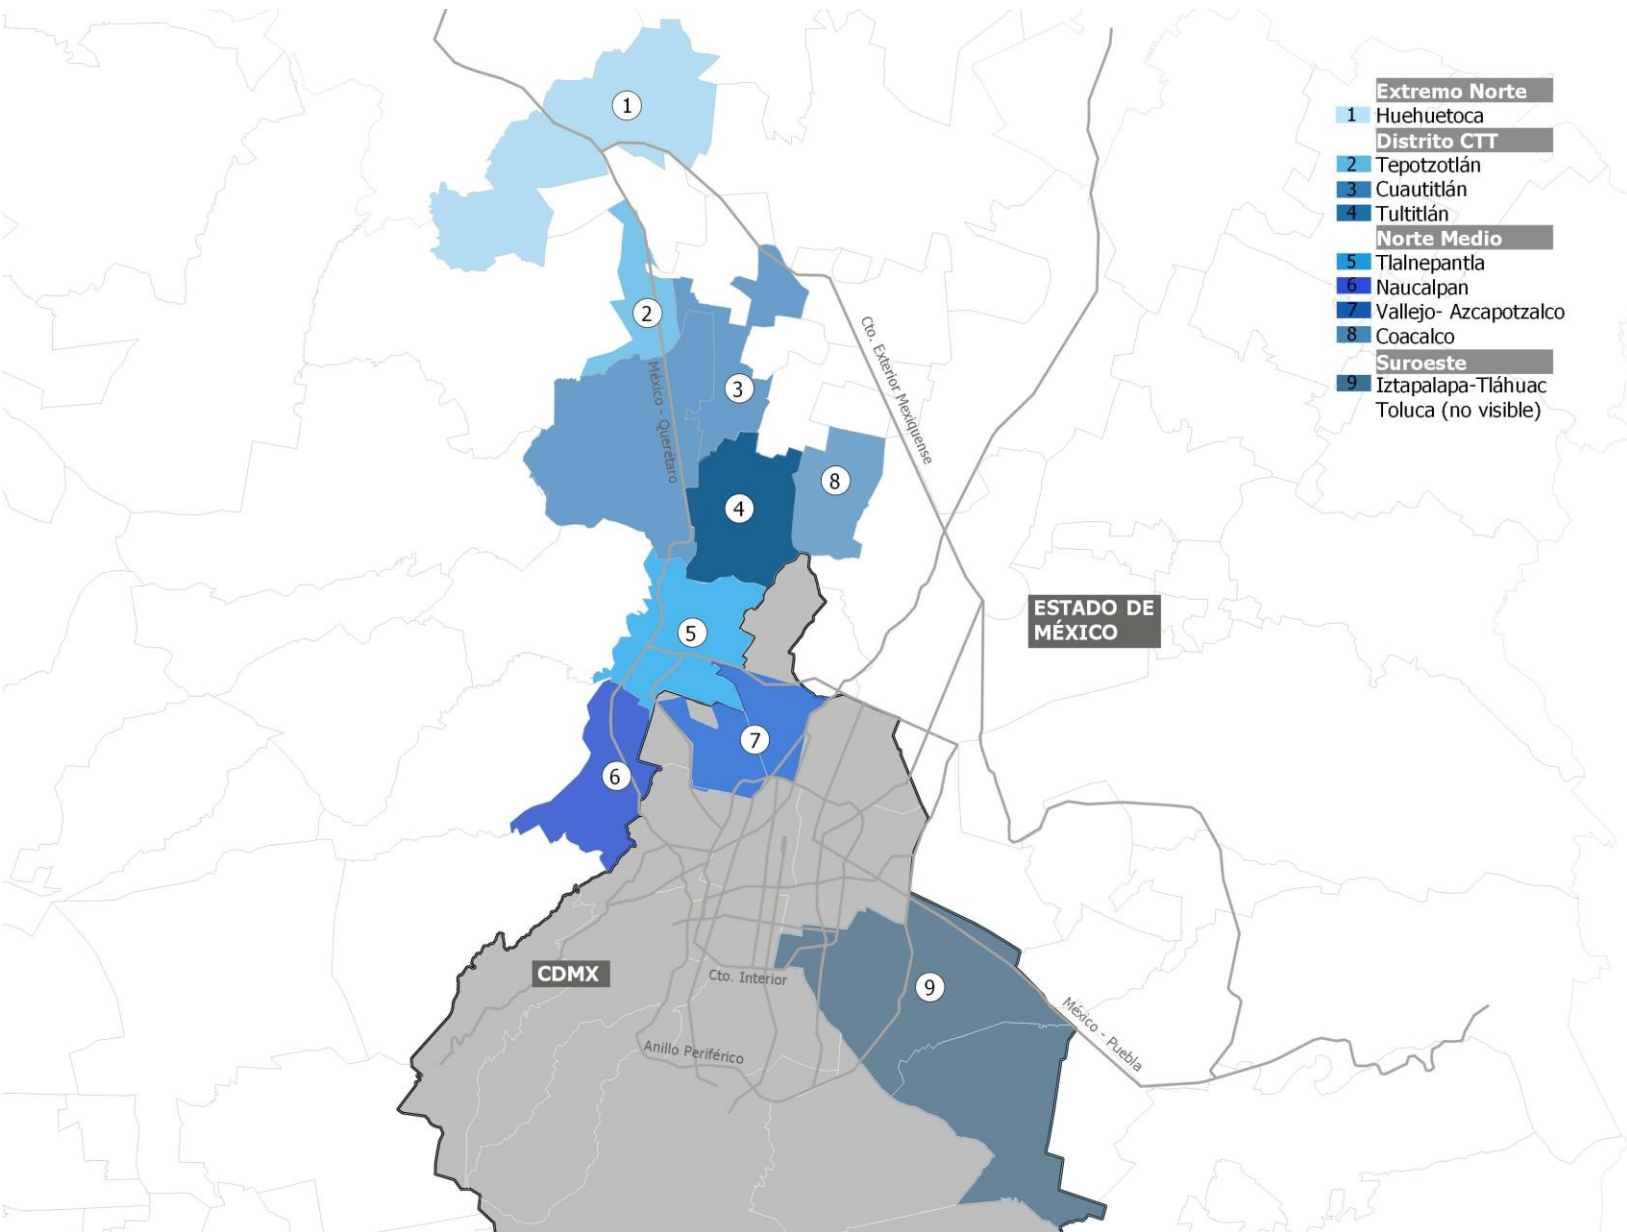 Extremo Norte
1 Huehuetoca
Distrito CTT
2 Tepotzotlán
3 Cuautitlán
4 Tultitlán
Norte Medio
5 Tlalnepantla
6 Naucalpan
7 Vallejo- Azcapotzalco
8 Coacalco
Suroeste
9 Iztapalapa-Tláhuac
Toluca (no visible)
1
2
Cto. Exterior Mexiquense
México - Querétaro
3
8
4
ESTADO DE
MÉXICO
5
7
6
CDMX
Cto. Interior
9
México - Puebla
Anillo Periférico